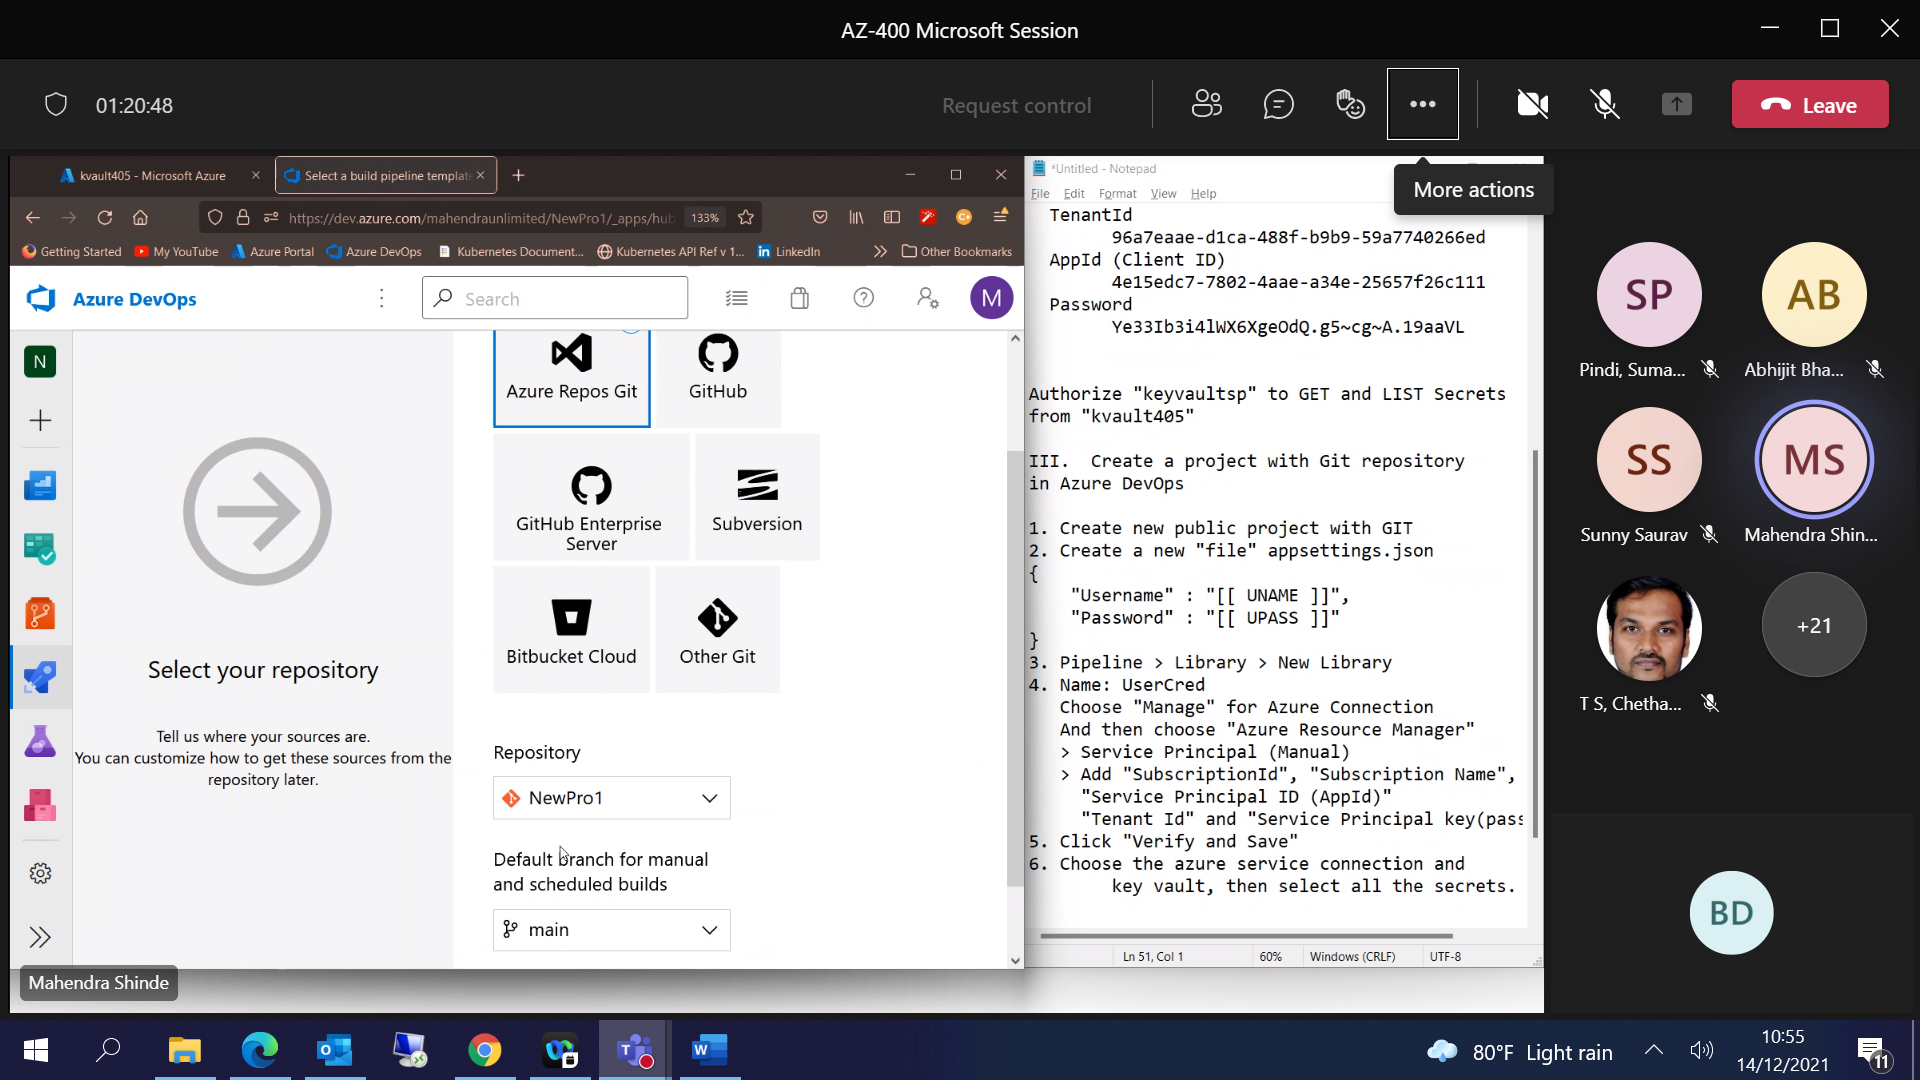 AZ-400 Microsoft Session
01:20:48
Request control
Leave
More actions
kvault405 - Microsoft Azure
Select a build pipeline template
https://dev.azure.com/mahendraunlimited/NewPro1/_apps/hub
133%
Getting Started
My YouTube
Azure Portal
Azure DevOps
Kubernetes Document...
Kubernetes API Ref v 1...
LinkedIn
Other Bookmarks
Azure DevOps
Search
M
N
Select your repository
Tell us where your sources are.
You can customize how to get these sources from the
repository later.
Azure Repos Git
GitHub
GitHub Enterprise
Server
Subversion
Bitbucket Cloud
Other Git
Repository
NewPro1
Default branch for manual
and scheduled builds
main
Mahendra Shinde
*Untitled - Notepad
File Edit Format View Help
TenantId
96a7eaae-d1ca-488f-b9b9-59a7740266ed
AppId (Client ID)
4e15edc7-7802-4aae-a34e-25657f26c111
Password
Ye33Ib3i4lWX6XgeOdQ.g5~cg~A.19aaVL
Authorize "keyvaultsp" to GET and LIST Secrets
from "kvault405"
III. Create a project with Git repository
in Azure DevOps
1. Create new public project with GIT
2. Create a new "file" appsettings.json
{
"Username" : "[[ UNAME ]]",
"Password" : "[[ UPASS ]]"
}
3. Pipeline > Library > New Library
4. Name: UserCred
Choose "Manage" for Azure Connection
And then choose "Azure Resource Manager"
> Service Principal (Manual)
> Add "SubscriptionId", "Subscription Name",
"Service Principal ID (AppId)"
"Tenant Id" and "Service Principal key(pass
5. Click "Verify and Save"
6. Choose the azure service connection and
key vault, then select all the secrets.
Ln 51, Col 1
60%
Windows (CRLF)
UTF-8
SP
Pindi, Suma...
AB
Abhijit Bha...
SS
Sunny Saurav
MS
Mahendra Shin...
T S, Chetha...
+21
BD
80°F Light rain
10:55
14/12/2021
11